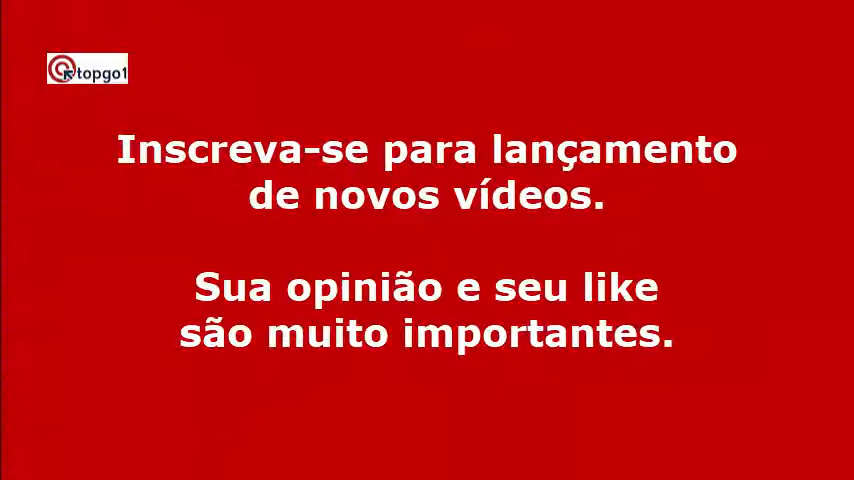 topgo1
Inscreva-se para lançamento
de novos vídeos.
Sua opinião e seu like
são muito importantes.